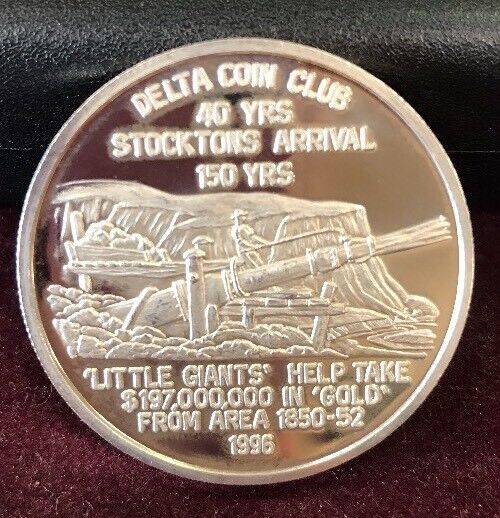 DELTA COIN CLUB
40 YRS
STOCKTONS ARRIVAL
150 YRS
'LITTLE GIANTS' HELP TAKE
$197,000,000 IN 'GOLD'
FROM AREA 1850-52
1996